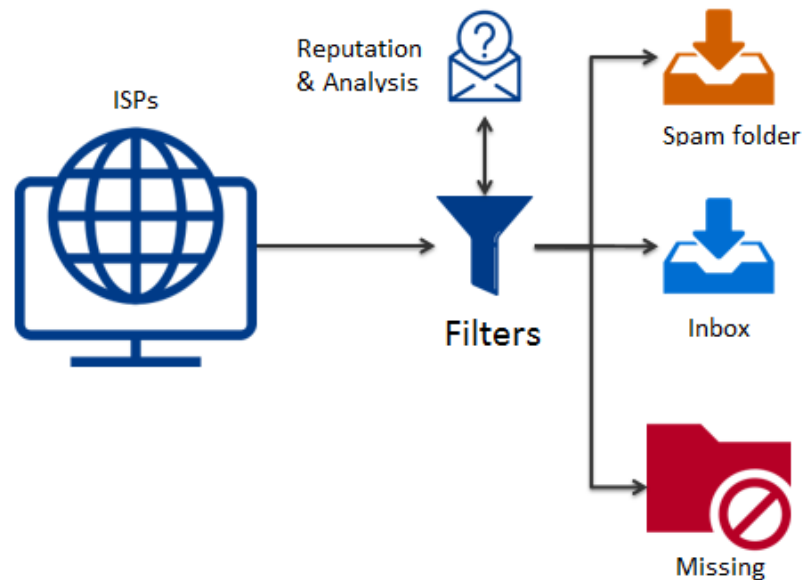 Reputation
& Analysis
ISPs
?
Spam folder
Filters
Inbox
Missing